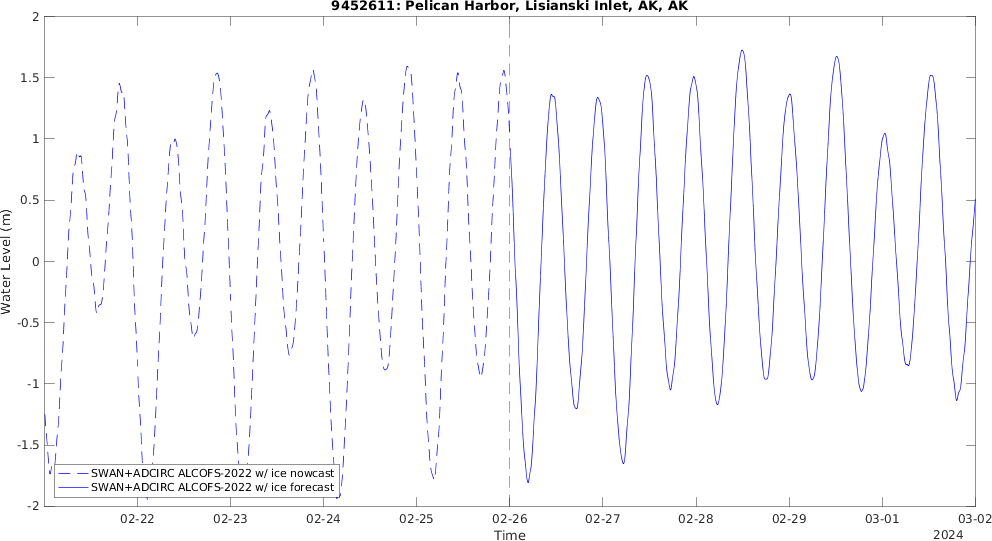 9452611: Pelican Harbor, Lisianski Inlet, AK, AK
2
1.5
1
0.5
0
-0.5
-1
-1.5
-2
Water Level (m)
SWAN+ADCIRC ALCOFS-2022 w/ ice nowcast
SWAN+ADCIRC ALCOFS-2022 w/ ice forecast
02-22 02-23 02-24 02-25 02-26 02-27 02-28 02-29 03-01 03-02
Time
2024